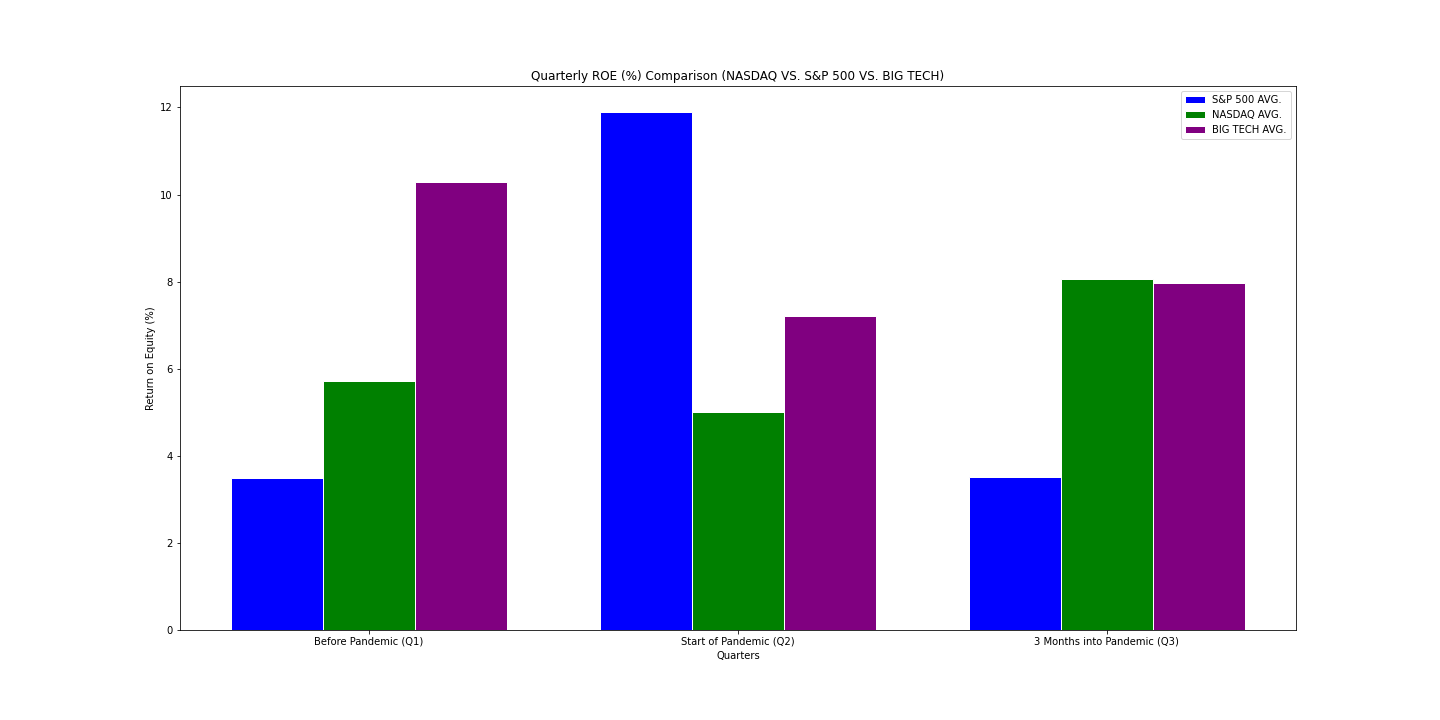 Quarterly ROE (%) Comparison (NASDAQ VS. S&P 500 VS. BIG TECH)
S&P 500 AVG.
NASDAQ AVG.
BIG TECH AVG.
12
10
8
6
4
2
0
Return on Equity (%)
Before Pandemic (Q1)
Start of Pandemic (Q2)
3 Months into Pandemic (Q3)
Quarters